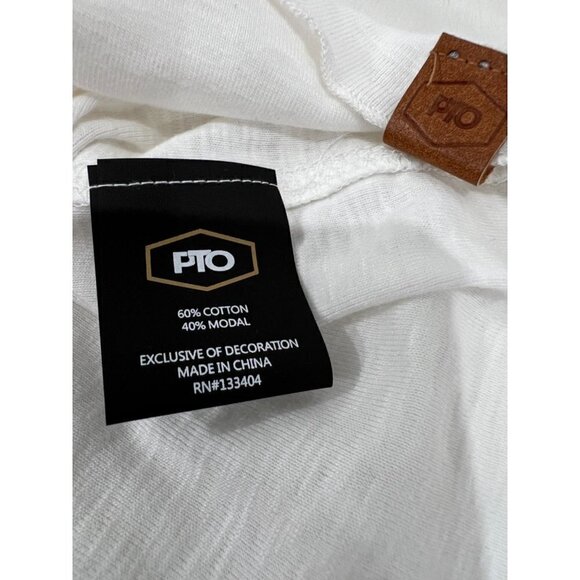 PTO
PTO
60% COTTON
40% MODAL
EXCLUSIVE OF DECORATION
MADE IN CHINA
RN#133404